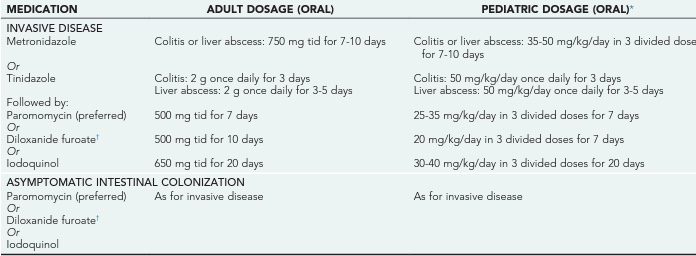 MEDICATION ADULT DOSAGE (ORAL) PEDIATRIC DOSAGE (ORAL)*
INVASIVE DISEASE
Metronidazole Colitis or liver abscess: 750 mg tid for 7-10 days Colitis or liver abscess: 35-50 mg/kg/day in 3 divided dose
for 7-10 days
Or
Tinidazole Colitis: 2 g once daily for 3 days Colitis: 50 mg/kg/day once daily for 3 days
Liver abscess: 2 g once daily for 3-5 days Liver abscess: 50 mg/kg/day once daily for 3-5 days
Followed by:
Paromomycin (preferred) 500 mg tid for 7 days 25-35 mg/kg/day in 3 divided doses for 7 days
Or
Diloxanide furoate† 500 mg tid for 10 days 20 mg/kg/day in 3 divided doses for 7 days
Or
Iodoquinol 650 mg tid for 20 days 30-40 mg/kg/day in 3 divided doses for 20 days
ASYMPTOMATIC INTESTINAL COLONIZATION
Paromomycin (preferred) As for invasive disease As for invasive disease
Or
Diloxanide furoate†
Or
Iodoquinol